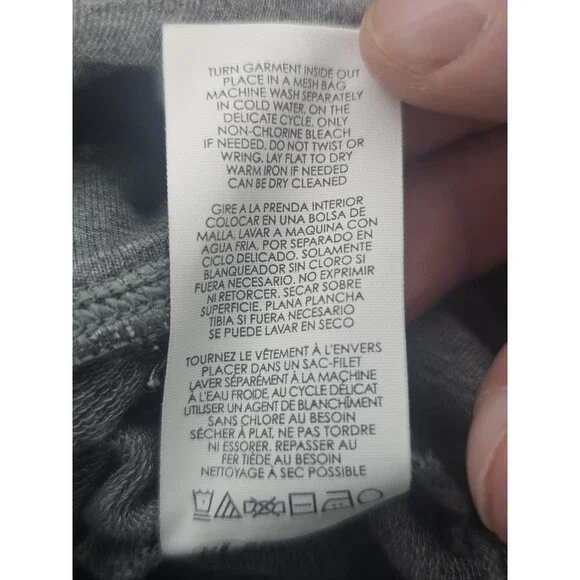 TURN GARMENT INSIDE OUT
PLACE IN A MESH BAG
MACHINE WASH SEPARATELY
IN COLD WATER, ON THE
DELICATE CYCLE. ONLY
NON-CHLORINE BLEACH
IF NEEDED. DO NOT TWIST OR
WRING. LAY FLAT TO DRY
WARM IRON IF NEEDED
CAN BE DRY CLEANED
GIRE A LA PRENDA INTERIOR
COLOCAR EN UNA BOLSA DE
MALLA. LAVAR A MAQUINA CON
AGUA FRIA, POR SEPARADO EN
CICLO DELICADO. SOLAMENTE
BLANQUEADOR SIN CLORO SI
FUERA NECESARIO. NO EXPRIMIR
NI RETORCER. SECAR SOBRE
SUPERFICIE. PLANA PLANCHA
TIBIA SI FUERA NECESARIO
SE PUEDE LAVAR EN SECO
TOURNEZ LE VÊTEMENT À L'ENVERS
PLACER DANS UN SAC-FILET
LAVER SÉPARÉMENT À LA MACHINE
À L'EAU FROIDE, AU CYCLE DÉLICAT
UTILISER UN AGENT DE BLANCHÎMENT
SANS CHLORE AU BESOIN
SÉCHER À PLAT, NE PAS TORDRE
NI ESSORER. REPASSER AU
FER TIÈDE AU BESOIN
NETTOYAGE À SEC POSSIBLE